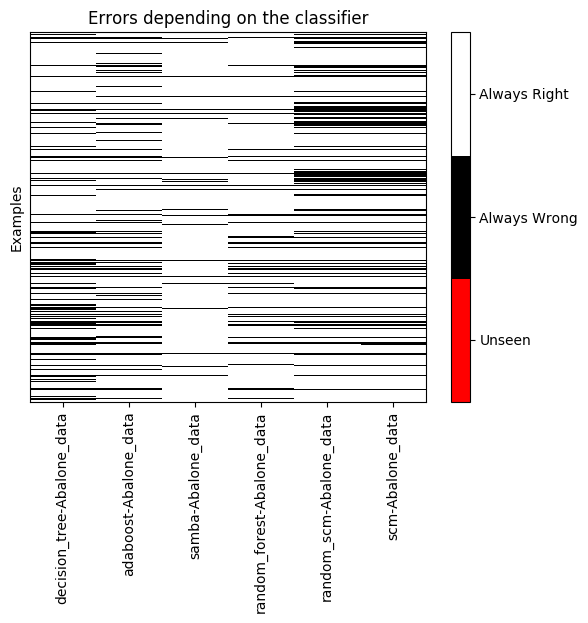 Errors depending on the classifier
Examples
Always Right
Always Wrong
Unseen
decision_tree-Abalone_data
adaboost-Abalone_data
samba-Abalone_data
random_forest-Abalone_data
random_scm-Abalone_data
scm-Abalone_data